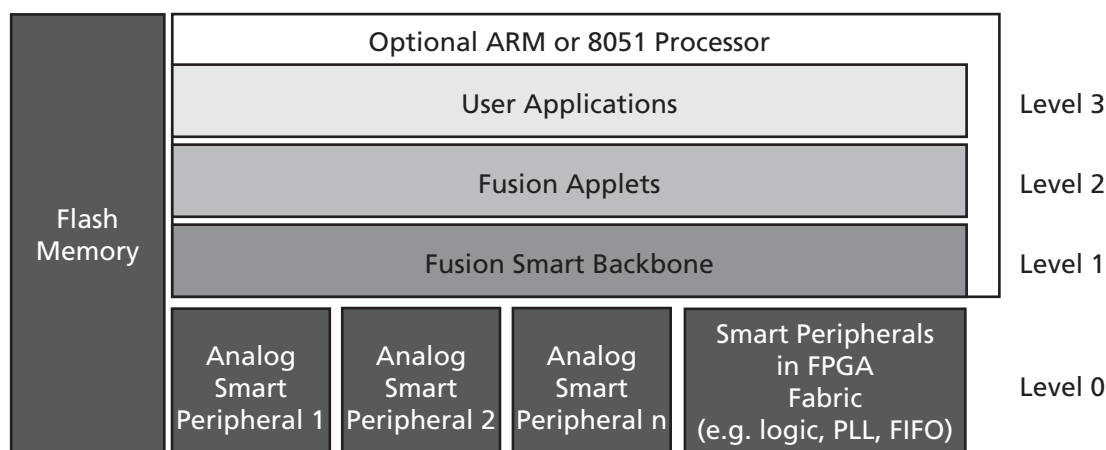 Optional ARM or 8051 Processor
User Applications
Level 3
Fusion Applets
Level 2
Flash
Memory
Fusion Smart Backbone
Level 1
Analog
Smart
Peripheral 1
Analog
Smart
Peripheral 2
Analog
Smart
Peripheral n
Smart Peripherals
in FPGA
Fabric
(e.g. logic, PLL, FIFO)
Level 0